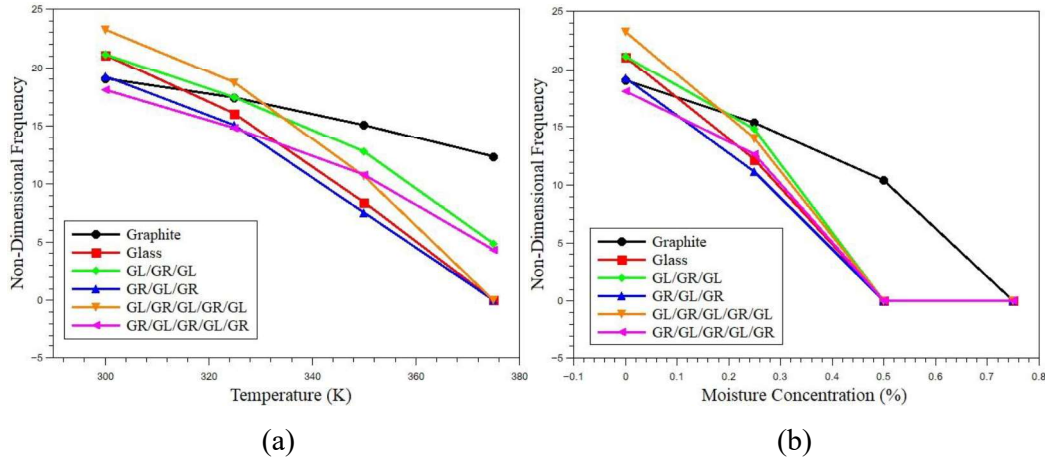 25
20
15
10
5
0
−5
Non-Dimensional Frequency
Graphite
Glass
GL/GR/GL
GR/GL/GR
GL/GR/GL/GR/GL
GR/GL/GR/GL/GR
300
320
340
360
380
Temperature (K)
(a)
25
20
15
10
5
0
−5
Non-Dimensional Frequency
Graphite
Glass
GL/GR/GL
GR/GL/GR
GL/GR/GL/GR/GL
GR/GL/GR/GL/GR
−0.1
0
0.1
0.2
0.3
0.4
0.5
0.6
0.7
0.8
Moisture Concentration (%)
(b)